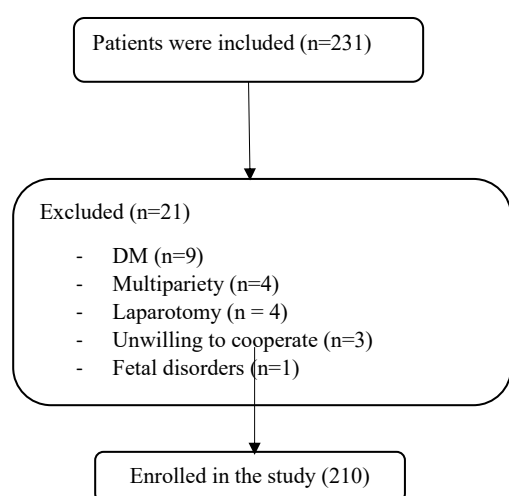 Patients were included (n=231)
Excluded (n=21)
- DM (n=9)
- Multipariety (n=4)
- Laparotomy (n = 4)
- Unwilling to cooperate (n=3)
- Fetal disorders (n=1)
Enrolled in the study (210)